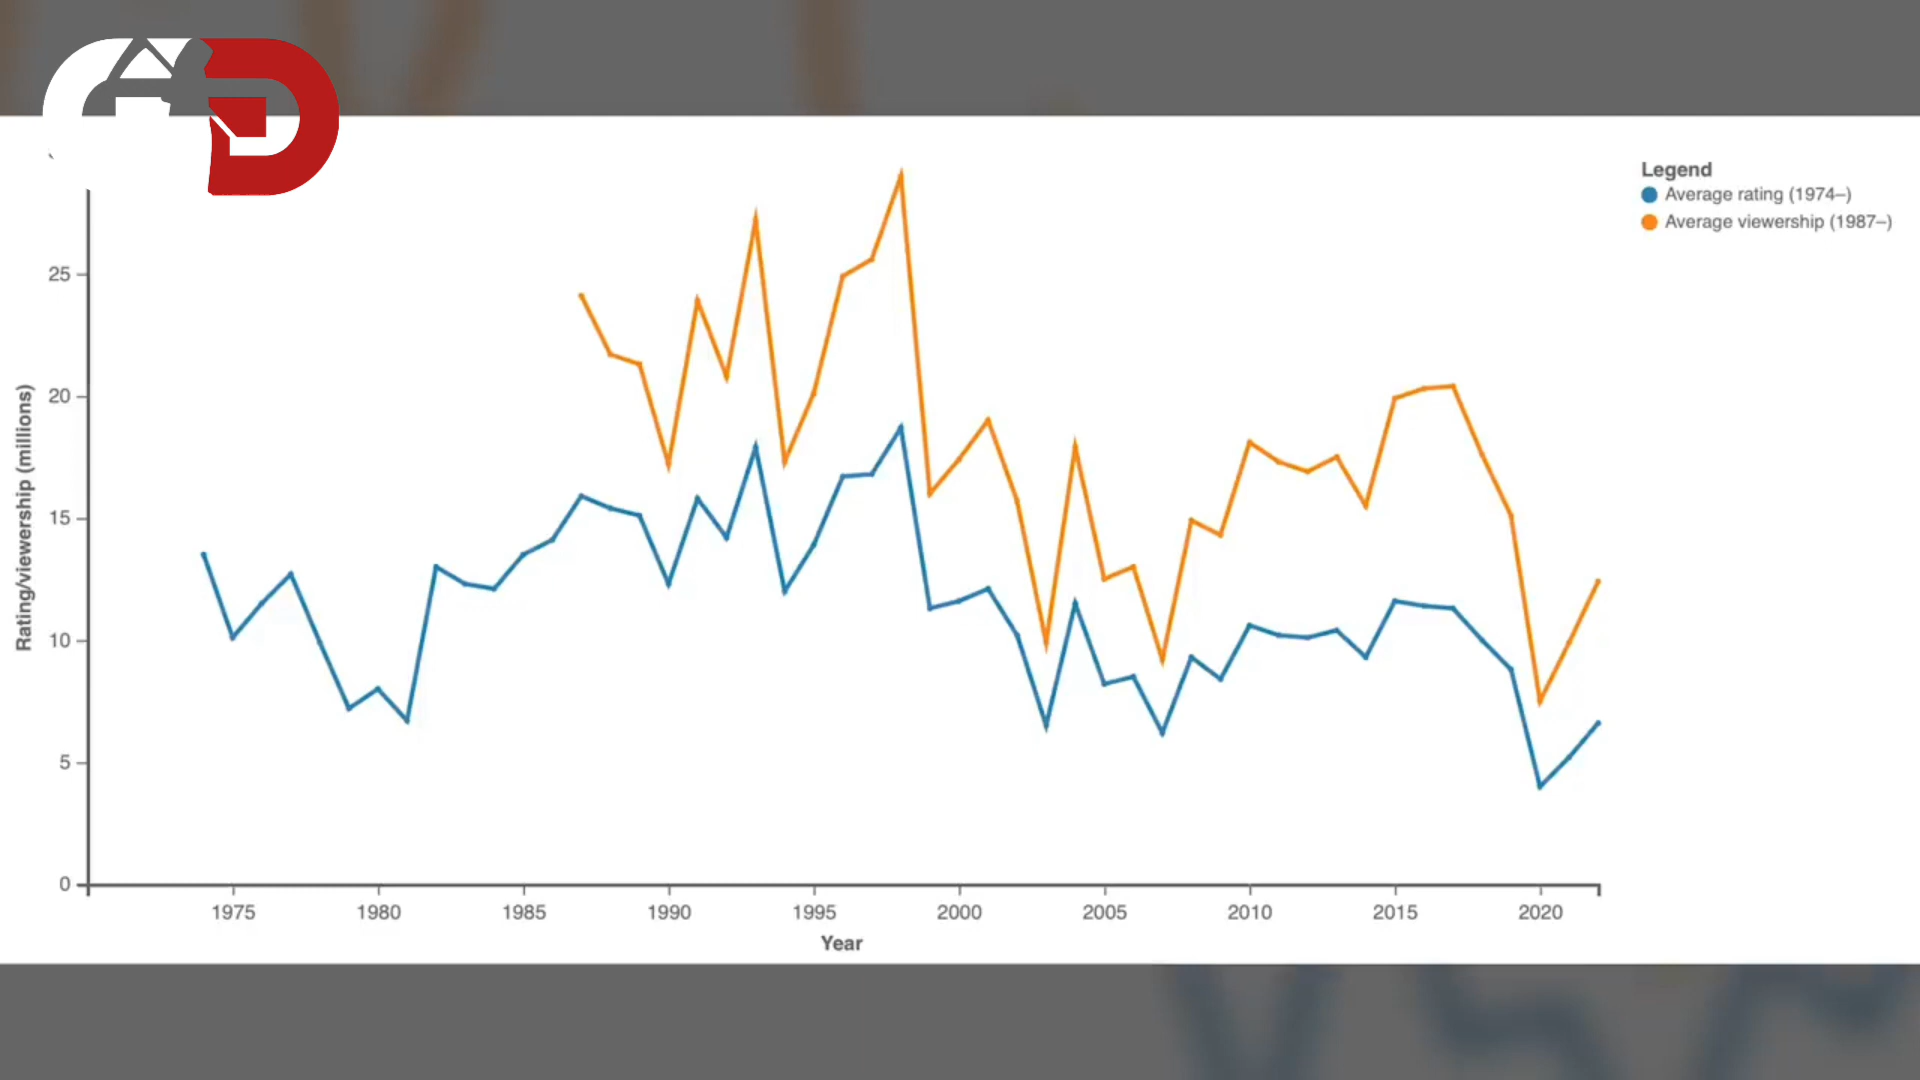 AD
Legend
Average rating (1974–)
Average viewership (1987–)
Rating/viewership (millions)
25
20
15
10
5
0
1975 1980 1985 1990 1995 2000 2005 2010 2015 2020
Year